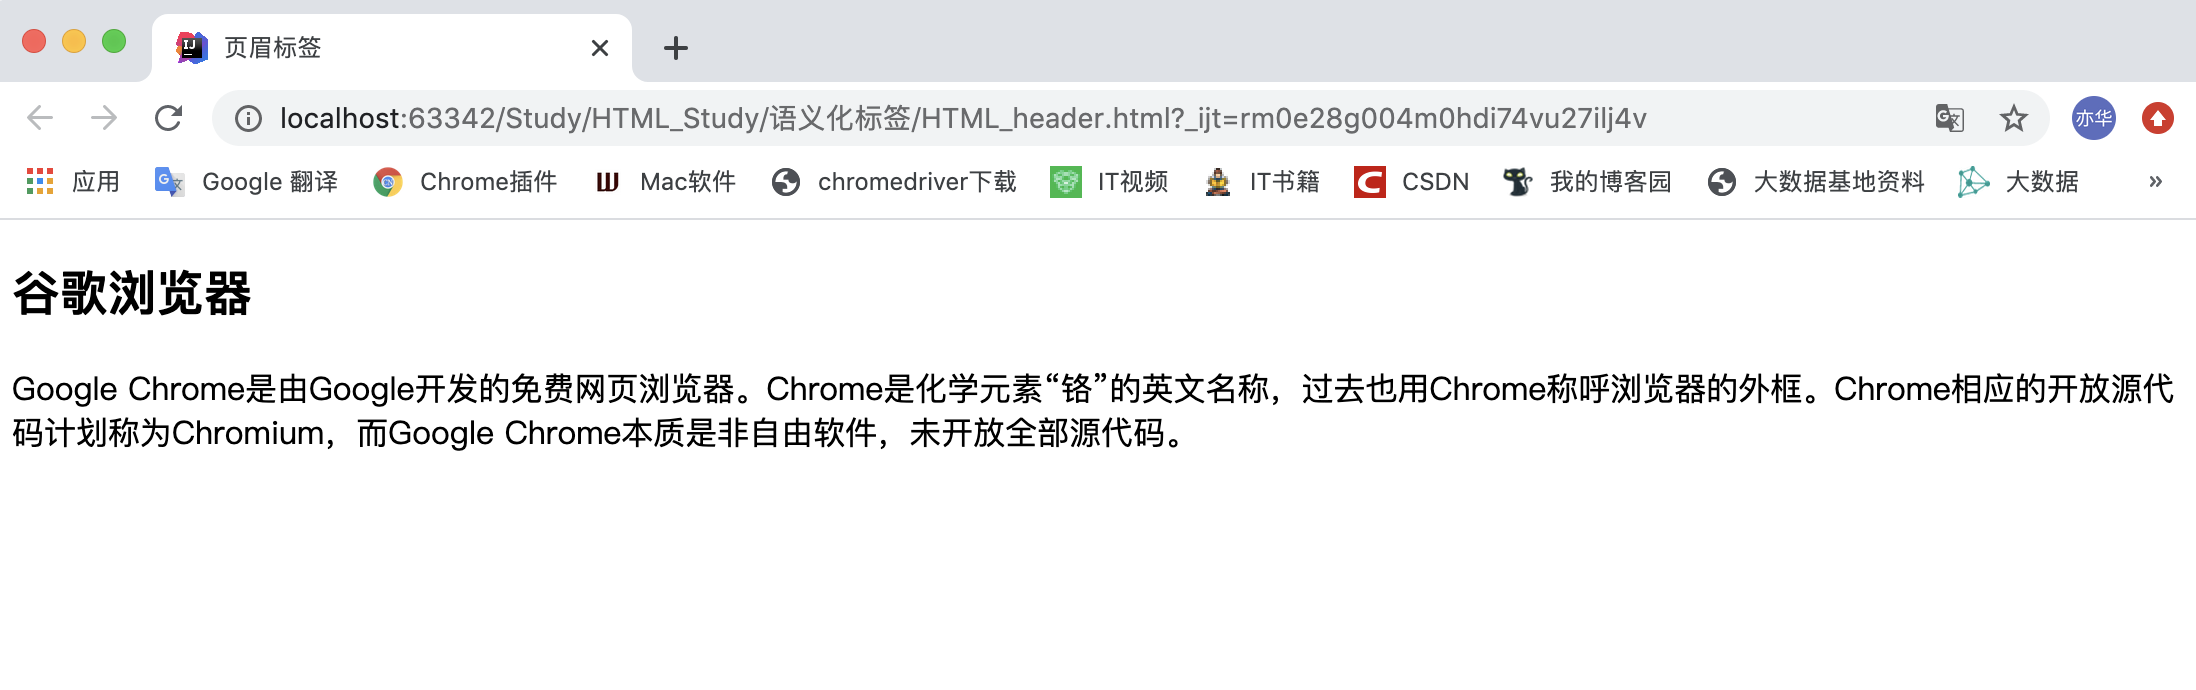 页眉标签
localhost:63342/Study/HTML_Study/语义化标签/HTML_header.html?_ijt=rm0e28g004m0hdi74vu27ilj4v 亦华
应用 Google 翻译 Chrome插件 Mac软件 chromedriver下载 IT视频 IT书籍 CSDN 我的博客园 大数据基地资料 大数据 »
谷歌浏览器
Google Chrome是由Google开发的免费网页浏览器。Chrome是化学元素“铬”的英文名称，过去也用Chrome称呼浏览器的外框。Chrome相应的开放源代
码计划称为Chromium，而Google Chrome本质是非自由软件，未开放全部源代码。